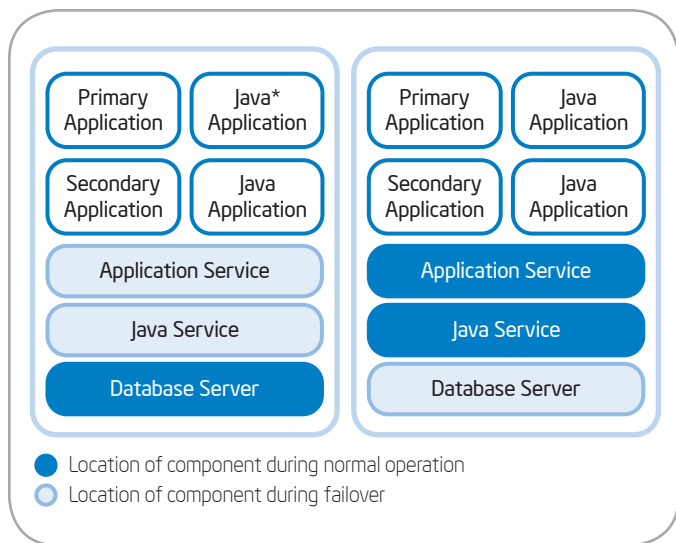 Primary
Application
Java*
Application
Secondary
Application
Java
Application
Application Service
Java Service
Database Server
Primary
Application
Java
Application
Secondary
Application
Java
Application
Application Service
Java Service
Database Server
Location of component during normal operation
Location of component during failover